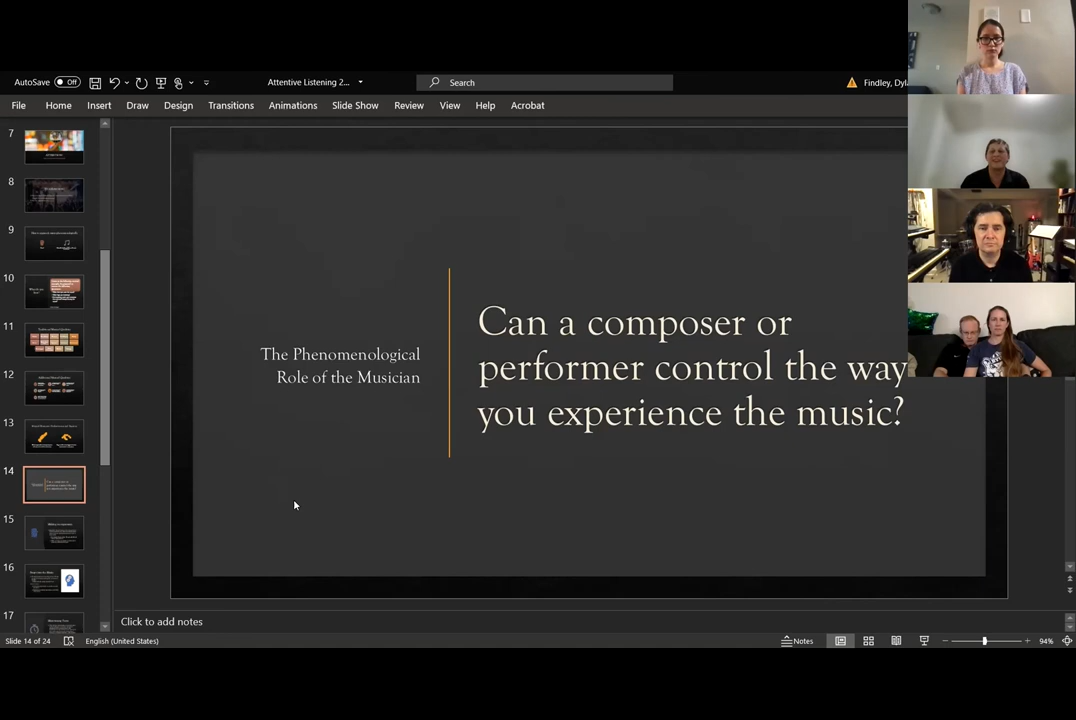 AutoSave Off
Attentive Listening 2...
Search
Findley, Dyl
File Home Insert Draw Design Transitions Animations Slide Show Review View Help Acrobat
7
8
9
10
11
12
13
14
15
16
17
The Phenomenological
Role of the Musician
Can a composer or
performer control the way
you experience the music?
Click to add notes
Slide 14 of 24 English (United States) Notes 94%